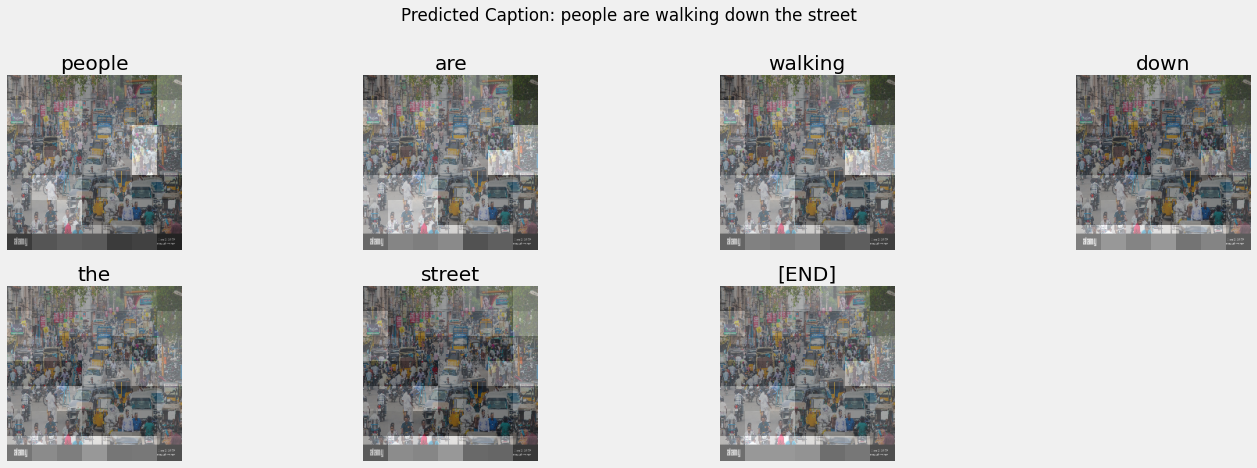 Predicted Caption: people are walking down the street
people
are
walking
down
the
street
[END]